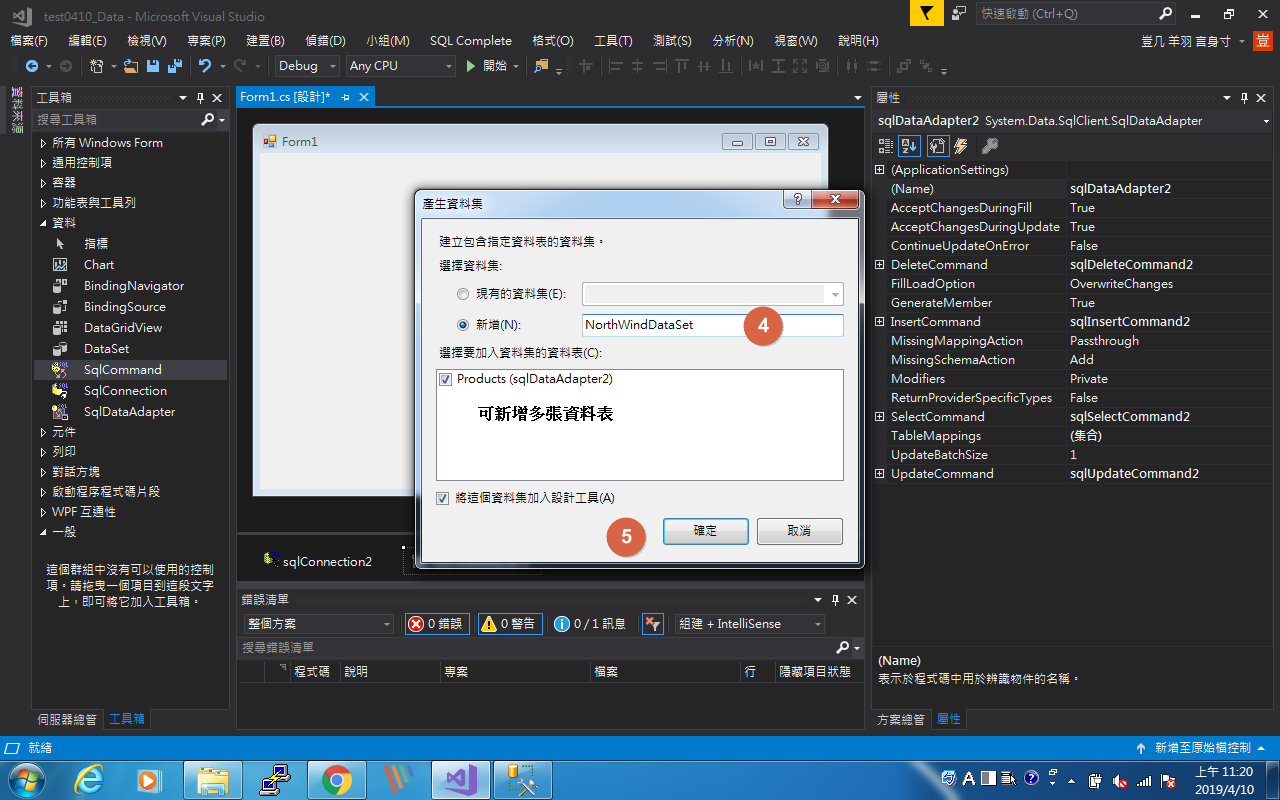 test0410_Data - Microsoft Visual Studio
快速啟動 (Ctrl+Q)
檔案(F) 編輯(E) 檢視(V) 專案(P) 建置(B) 偵錯(D) 小組(M) SQL Complete 格式(O) 工具(T) 測試(S) 分析(N) 視窗(W) 說明(H)
豈几 羊羽 言身寸 豈
Debug Any CPU 開始
資料來源
工具箱
搜尋工具箱
所有 Windows Form
通用控制項
容器
功能表與工具列
資料
指標
Chart
BindingNavigator
BindingSource
DataGridView
DataSet
SqlCommand
SqlConnection
SqlDataAdapter
元件
列印
對話方塊
啟動程序程式碼片段
WPF 互通性
一般
這個群組中沒有可以使用的控制
項。請拖曳一個項目到這段文字
上，即可將它加入工具箱。
伺服器總管 工具箱
Form1.cs [設計]*
Form1
產生資料集
建立包含指定資料表的資料集。
選擇資料集:
現有的資料集(E):
新增(N): NorthWindDataSet 4
選擇要加入資料集的資料表(C):
Products (sqlDataAdapter2)
可新增多張資料表
將這個資料集加入設計工具(A)
5 確定 取消
sqlConnection2
錯誤清單
整個方案 0 錯誤 0 警告 0 / 1 訊息 組建 + IntelliSense
搜尋錯誤清單
程式碼 說明 專案 檔案 行 隱藏項目狀態
屬性
sqlDataAdapter2 System.Data.SqlClient.SqlDataAdapter
(ApplicationSettings)
(Name) sqlDataAdapter2
AcceptChangesDuringFill True
AcceptChangesDuringUpdate True
ContinueUpdateOnError False
DeleteCommand sqlDeleteCommand2
FillLoadOption OverwriteChanges
GenerateMember True
InsertCommand sqlInsertCommand2
MissingMappingAction Passthrough
MissingSchemaAction Add
Modifiers Private
ReturnProviderSpecificTypes False
SelectCommand sqlSelectCommand2
TableMappings (集合)
UpdateBatchSize 1
UpdateCommand sqlUpdateCommand2
(Name)
表示於程式碼中用於辨識物件的名稱。
方案總管 屬性
就緒
新增至原始檔控制
A
上午 11:20
2019/4/10